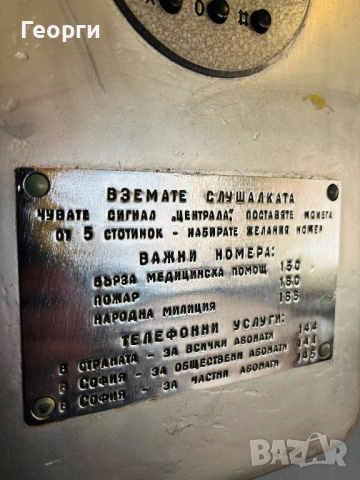 Георги
* 0 ¤
ВЗЕМАТЕ СЛУШАЛКАТА
ЧУВАТЕ СИГНАЛ „ЦЕНТРАЛА", ПОСТАВЯТЕ МОНЕТА
ОТ 5 СТОТИНОК - НАБИРАТЕ ЖЕЛАНИЯ НОМЕР
ВАЖНИ НОМЕРА:
БЪРЗА МЕДИЦИНСКА ПОМОЩ 150
ПОЖАР 160
НАРОДНА МИЛИЦИЯ 166
ТЕЛЕФОННИ УСЛУГИ:
В СТРАНАТА - ЗА ВСИЧКИ АБОНАТИ 144
В СОФИЯ - ЗА ОБЩЕСТВЕНИ АБОНАТИ 144
В СОФИЯ - ЗА ЧАСТНИ АБОНАТИ 145
BAZAR